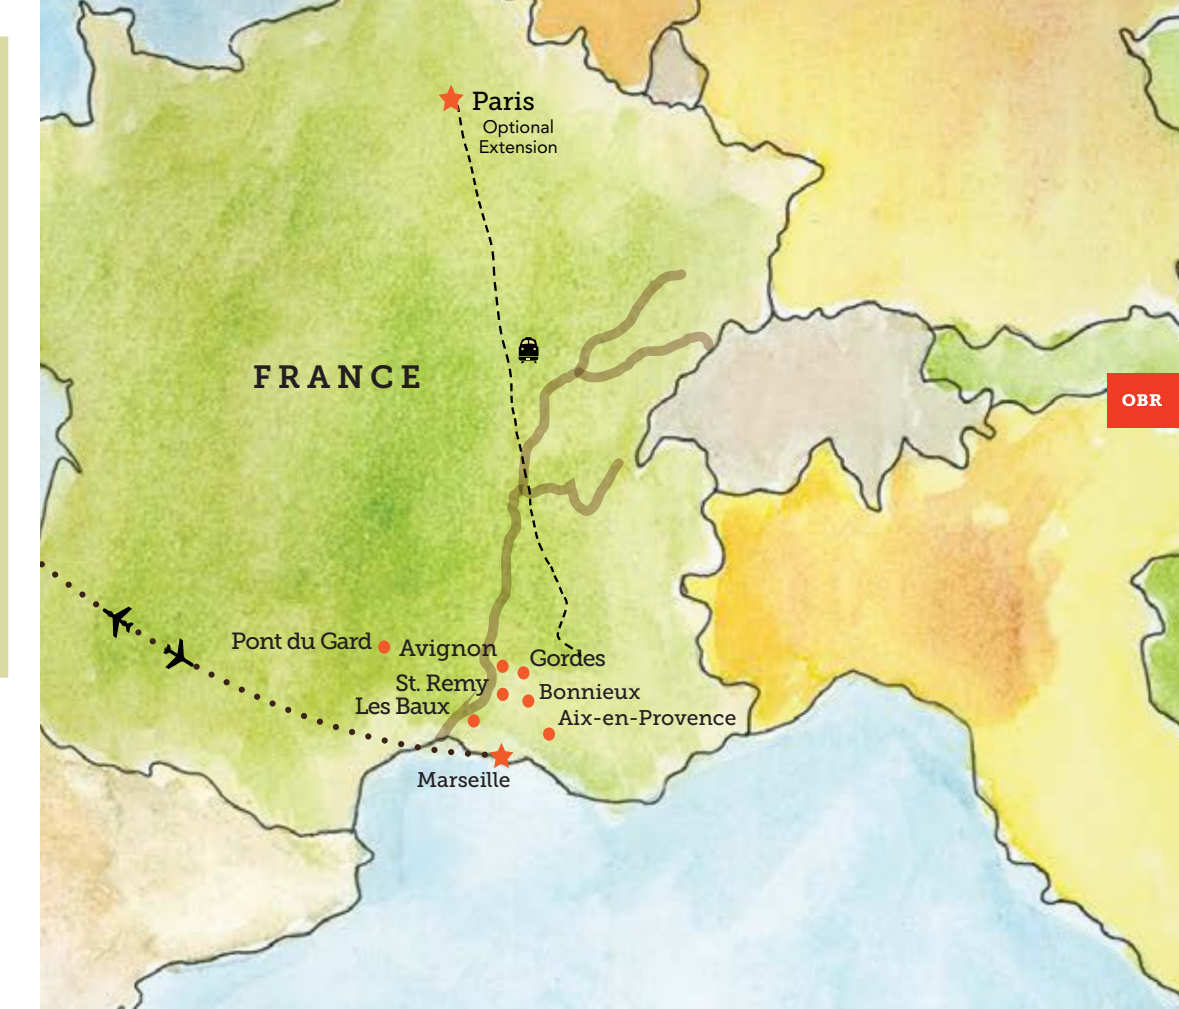 Paris
Optional
Extension
FRANCE
OBR
Pont du Gard
Avignon
Gordes
St. Remy
Bonnieux
Les Baux
Aix-en-Provence
Marseille